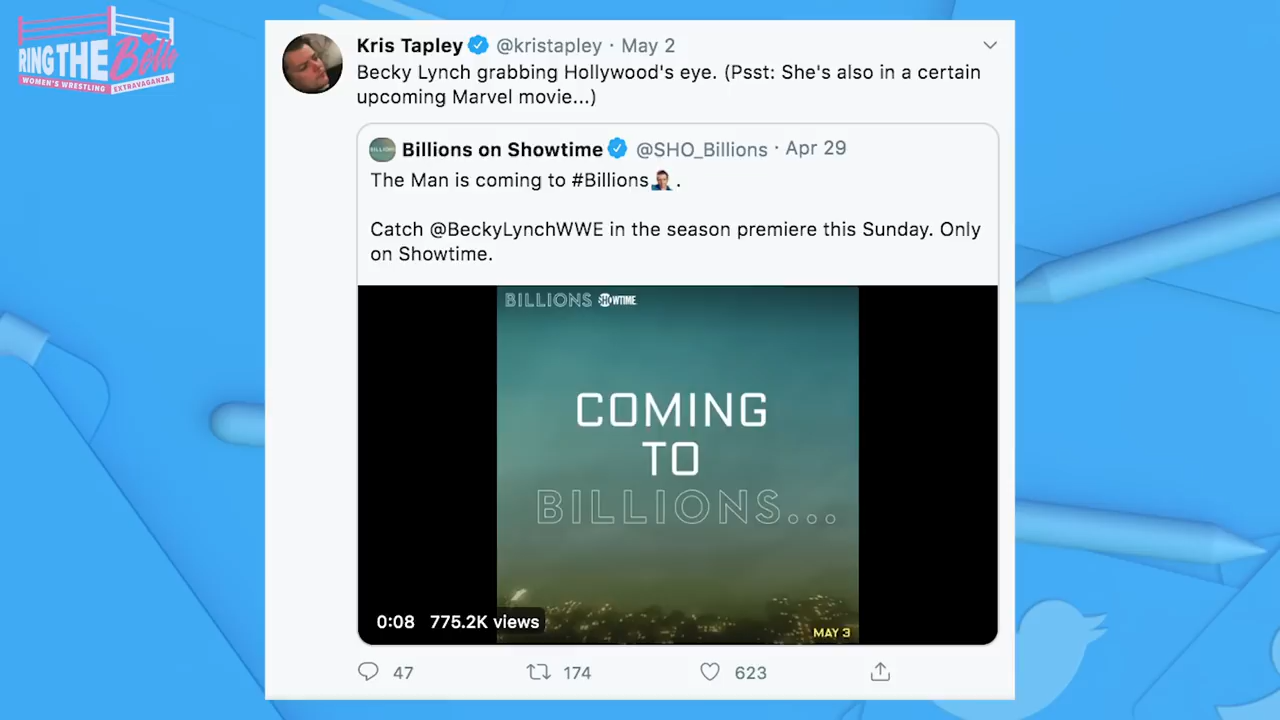 RING THE Belle
WOMEN'S WRESTLING EXTRAVAGANZA
Kris Tapley @kristapley · May 2
Becky Lynch grabbing Hollywood's eye. (Psst: She's also in a certain
upcoming Marvel movie...)
Billions on Showtime @SHO_Billions · Apr 29
The Man is coming to #Billions.
Catch @BeckyLynchWWE in the season premiere this Sunday. Only
on Showtime.
BILLIONS SHOWTIME
COMING
TO
BILLIONS...
0:08 775.2K views
MAY 3
47 174 623